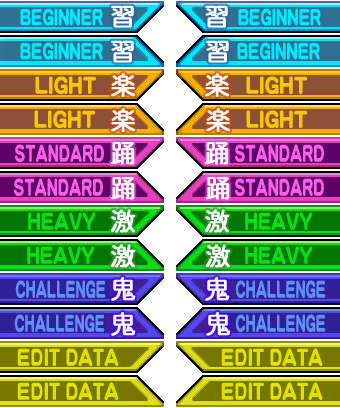 BEGINNER 習 習 BEGINNER
BEGINNER 習 習 BEGINNER
LIGHT 楽 楽 LIGHT
LIGHT 楽 楽 LIGHT
STANDARD 踊 踊 STANDARD
STANDARD 踊 踊 STANDARD
HEAVY 激 激 HEAVY
HEAVY 激 激 HEAVY
CHALLENGE 鬼 鬼 CHALLENGE
CHALLENGE 鬼 鬼 CHALLENGE
EDIT DATA EDIT DATA
EDIT DATA EDIT DATA